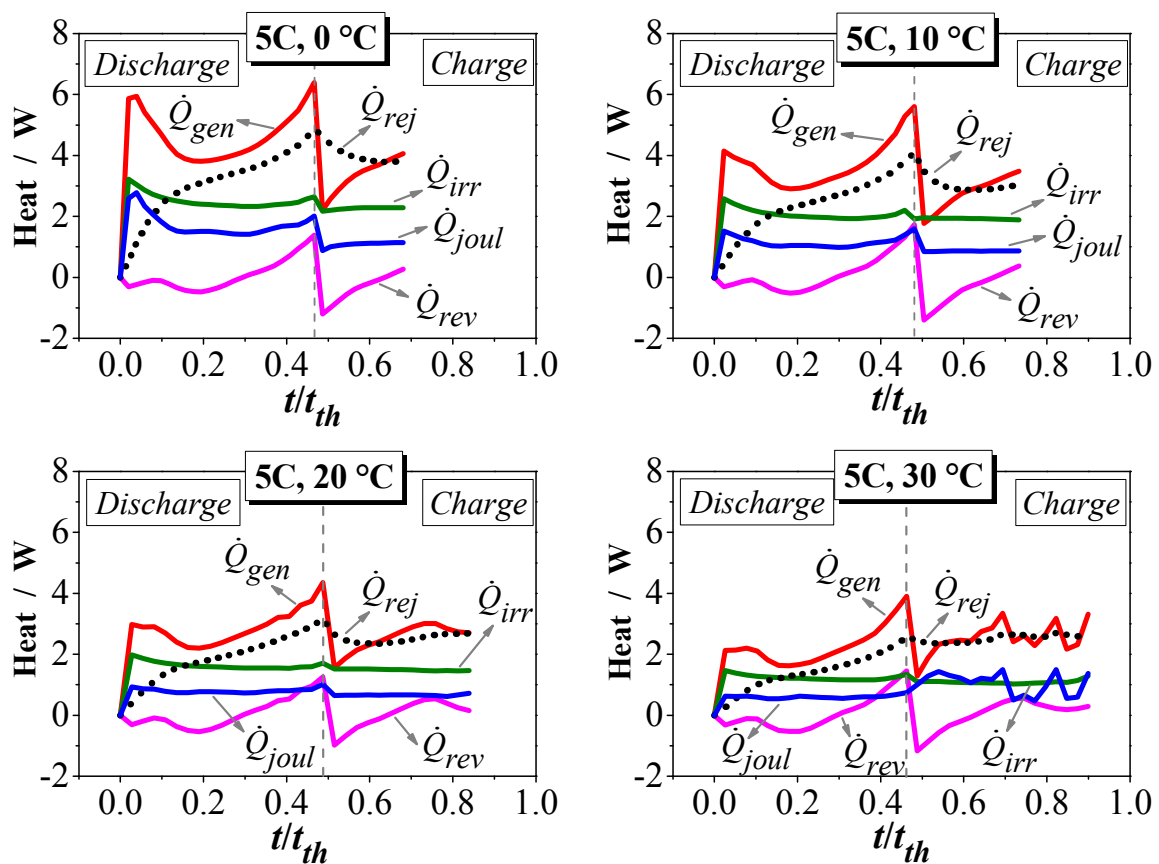 5C, 0 °C
Discharge
Charge
Q̇gen
Q̇rej
Q̇irr
Q̇joul
Q̇rev
Heat / W
8
6
4
2
0
-2
0.0 0.2 0.4 0.6 0.8 1.0
t/tth
5C, 10 °C
Discharge
Charge
Q̇gen
Q̇rej
Q̇irr
Q̇joul
Q̇rev
Heat / W
8
6
4
2
0
-2
0.0 0.2 0.4 0.6 0.8 1.0
t/tth
5C, 20 °C
Discharge
Charge
Q̇gen
Q̇rej
Q̇irr
Q̇joul
Q̇rev
Heat / W
8
6
4
2
0
-2
0.0 0.2 0.4 0.6 0.8 1.0
t/tth
5C, 30 °C
Discharge
Charge
Q̇gen
Q̇rej
Q̇joul
Q̇rev
Q̇irr
Heat / W
8
6
4
2
0
-2
0.0 0.2 0.4 0.6 0.8 1.0
t/tth